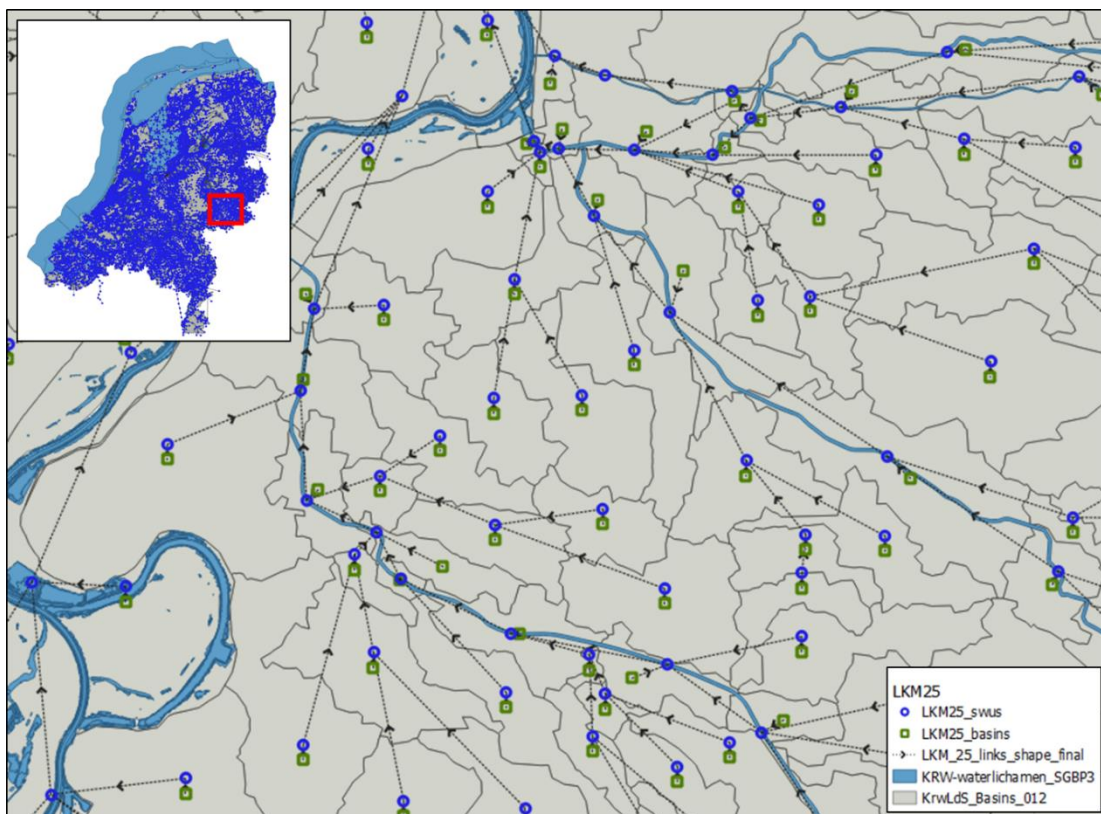 LKM25
LKM25_swus
LKM25_basins
LKM_25_links_shape_final
KRW-waterlichamen_SGBP3
KrwLdS_Basins_012